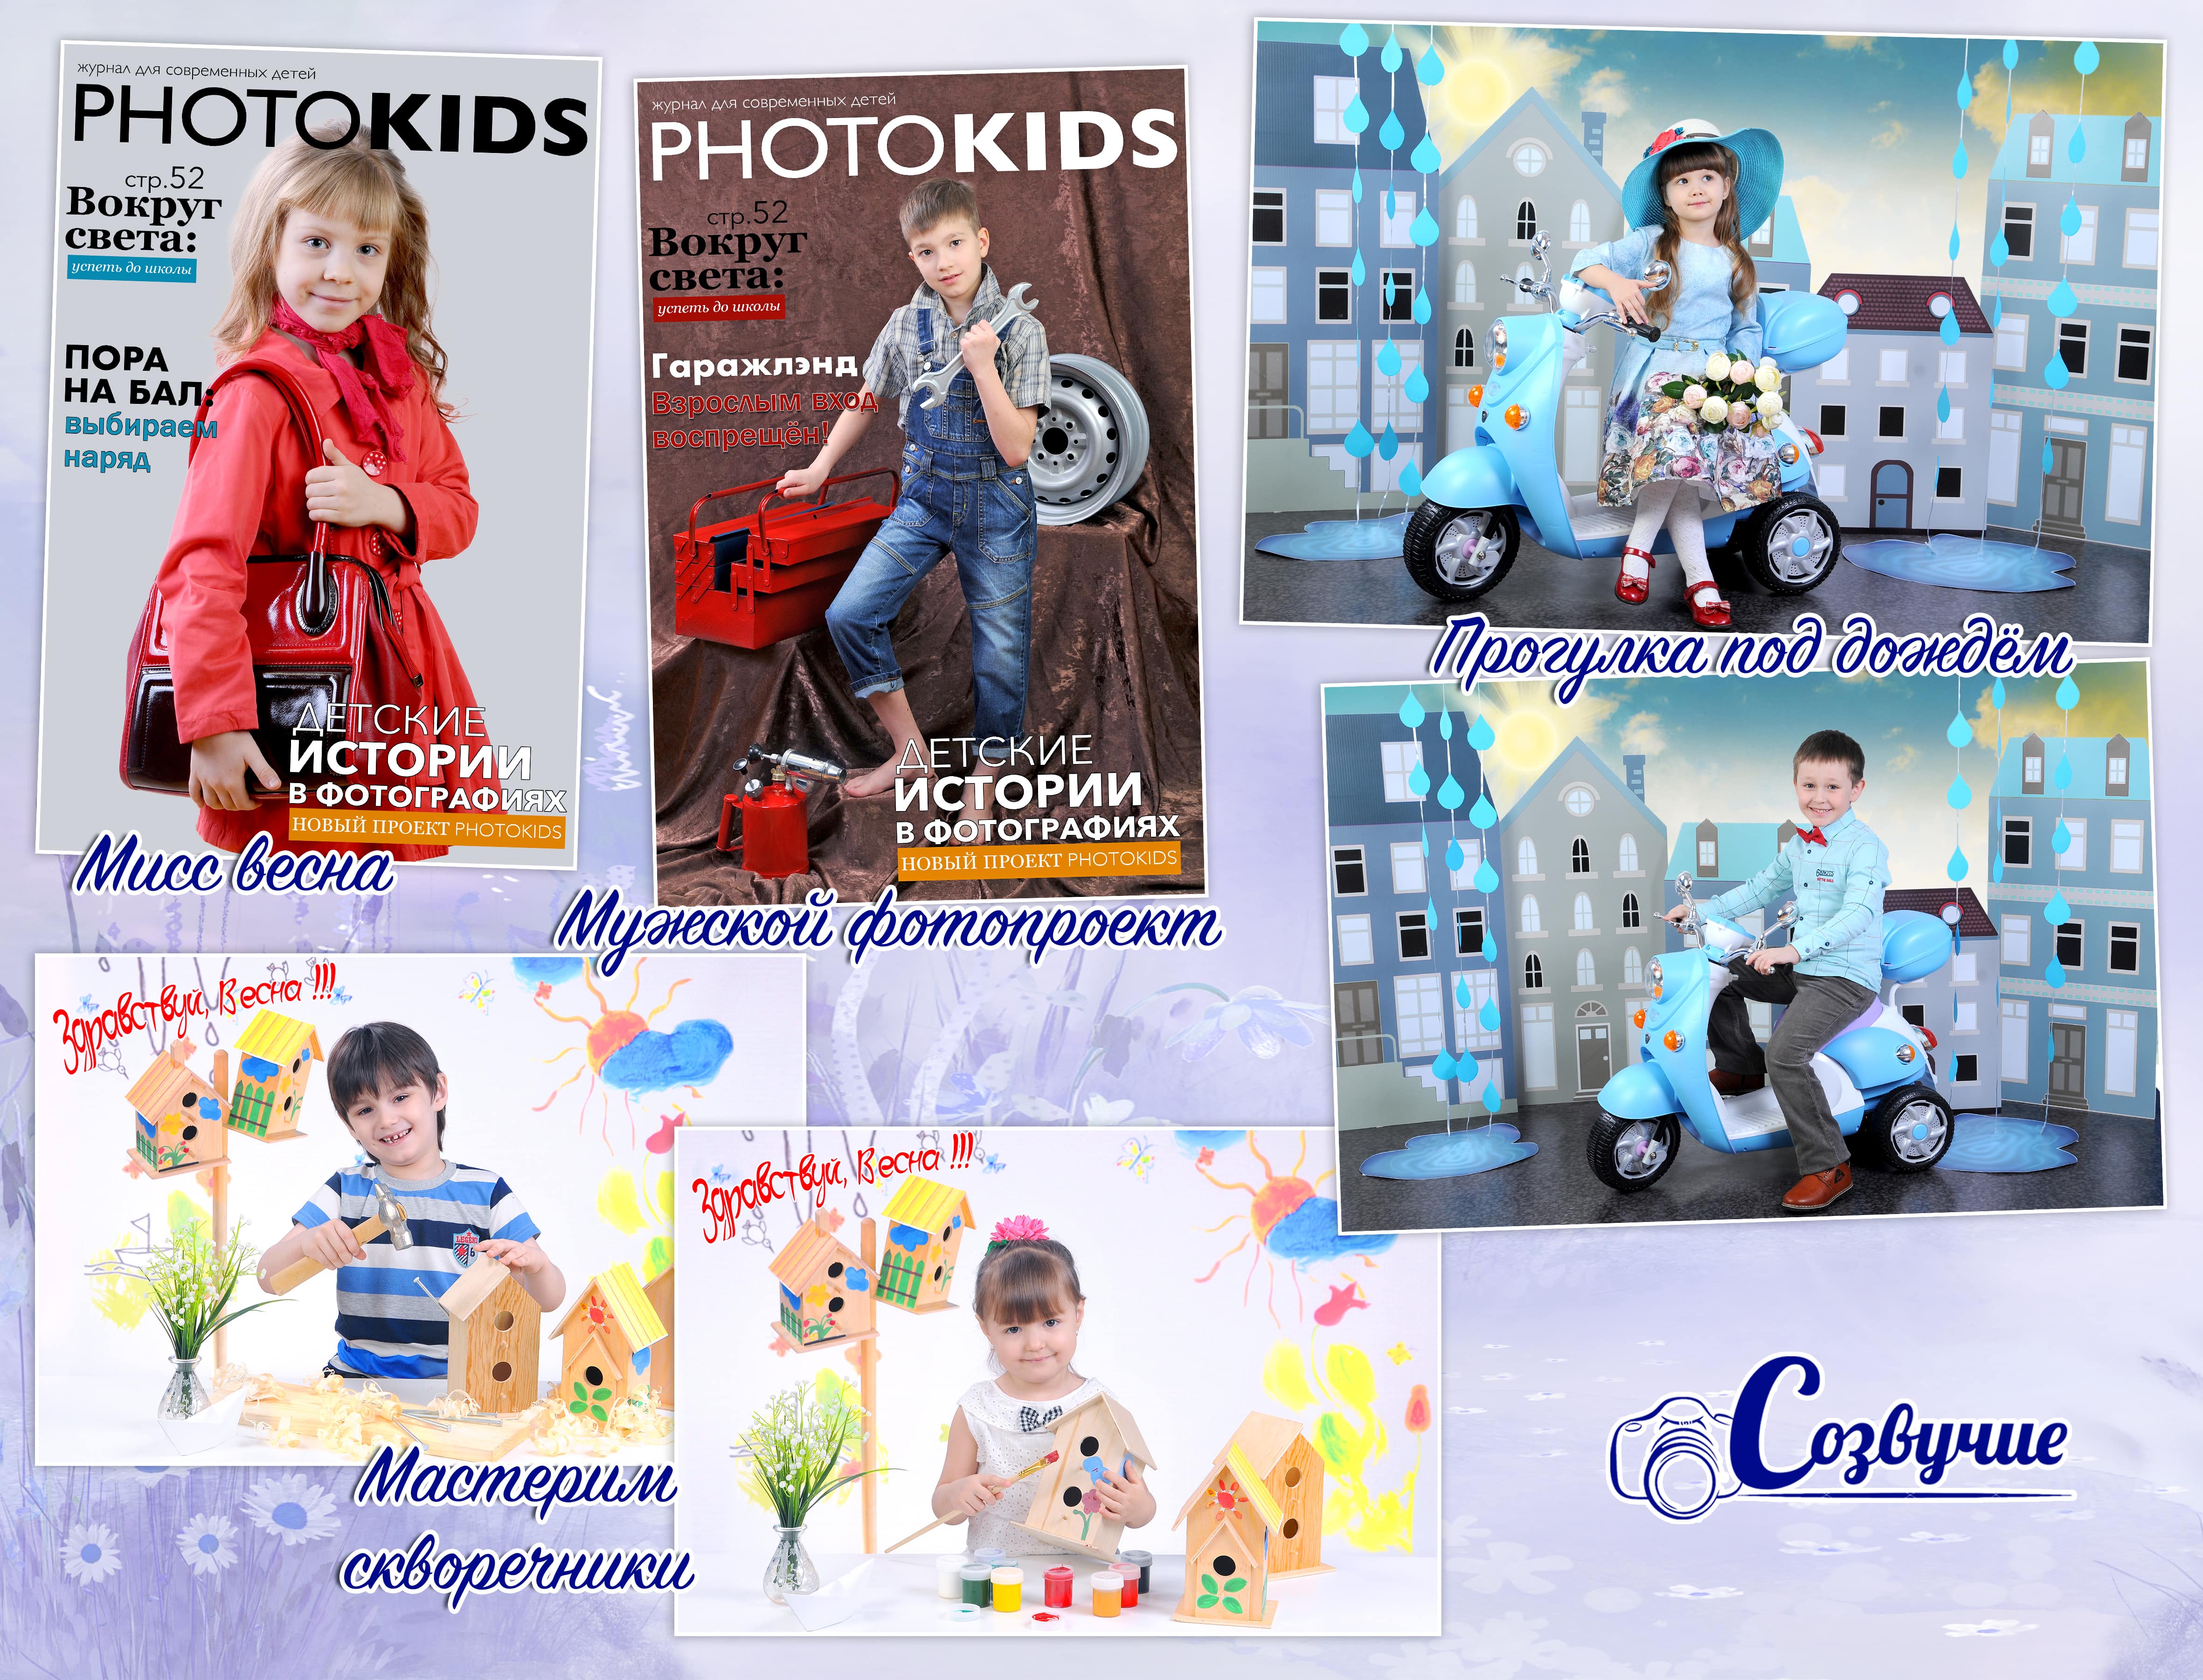 журнал для современных детей
PHOTOKIDS
стр.52
Вокруг
света:
успеть до школы
ПОРА
НА БАЛ:
выбираем
наряд
ДЕТСКИЕ
ИСТОРИИ
В ФОТОГРАФИЯХ
НОВЫЙ ПРОЕКТ PHOTOKIDS
Мисс весна
журнал для современных детей
PHOTOKIDS
стр.52
Вокруг
света:
успеть до школы
Гаражлэнд
Взрослым вход
воспрещён!
ДЕТСКИЕ
ИСТОРИИ
В ФОТОГРАФИЯХ
НОВЫЙ ПРОЕКТ PHOTOKIDS
Мужской фотопроект
Прогулка под дождём
Здравствуй, Весна !!!
Здравствуй, Весна !!!
Мастерим
скворечники
Созвучие